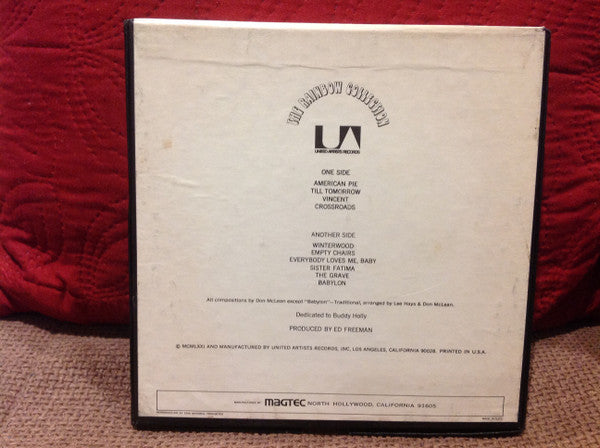 THE RAINBOW COLLECTION
UA
UNITED ARTISTS RECORDS
ONE SIDE
AMERICAN PIE
TILL TOMORROW
VINCENT
CROSSROADS
ANOTHER SIDE
WINTERWOOD
EMPTY CHAIRS
EVERYBODY LOVES ME, BABY
SISTER FATIMA
THE GRAVE
BABYLON
All compositions by Don McLean except "Babylon"—Traditional, arranged by Lee Hays & Don McLean.
Dedicated to Buddy Holly
PRODUCED BY ED FREEMAN
© MCMLXXI AND MANUFACTURED BY UNITED ARTISTS RECORDS, INC, LOS ANGELES, CALIFORNIA 90028. PRINTED IN U.S.A.
MANUFACTURED BY MAGTEC NORTH HOLLYWOOD, CALIFORNIA 91605